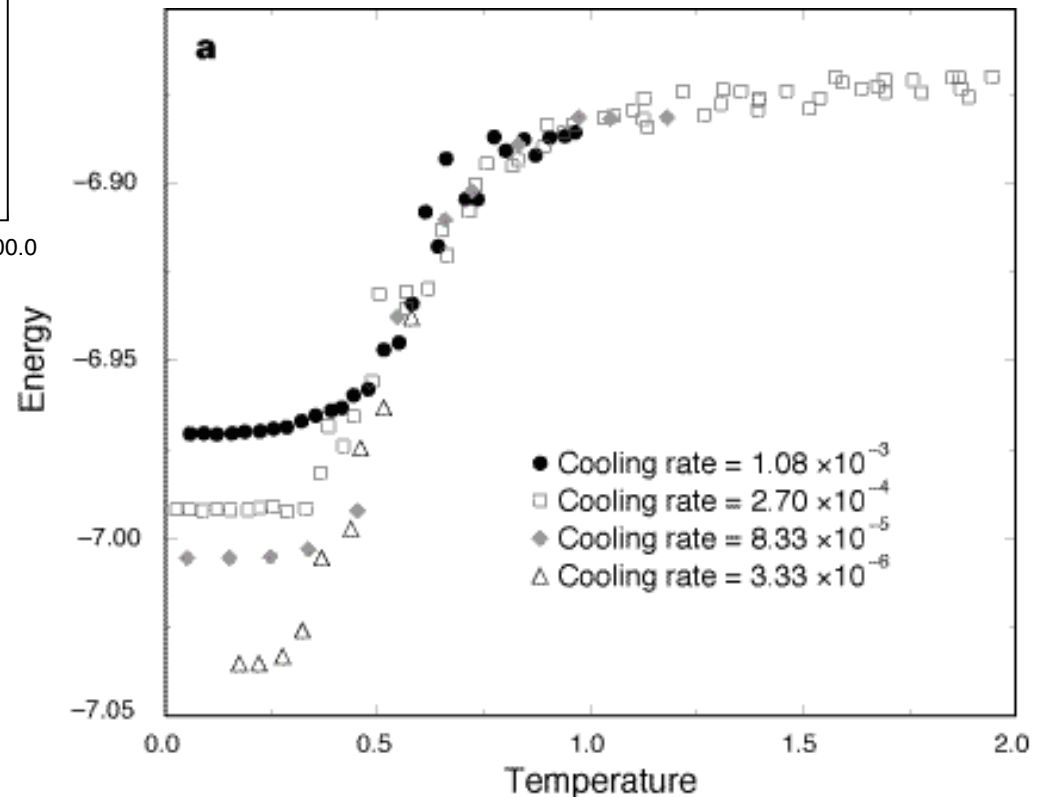 a
−6.90
00.0
Energy
−6.95
Cooling rate = 1.08 ×10⁻³
Cooling rate = 2.70 ×10⁻⁴
−7.00
Cooling rate = 8.33 ×10⁻⁵
Cooling rate = 3.33 ×10⁻⁶
−7.05
0.0 0.5 1.0 1.5 2.0
Temperature